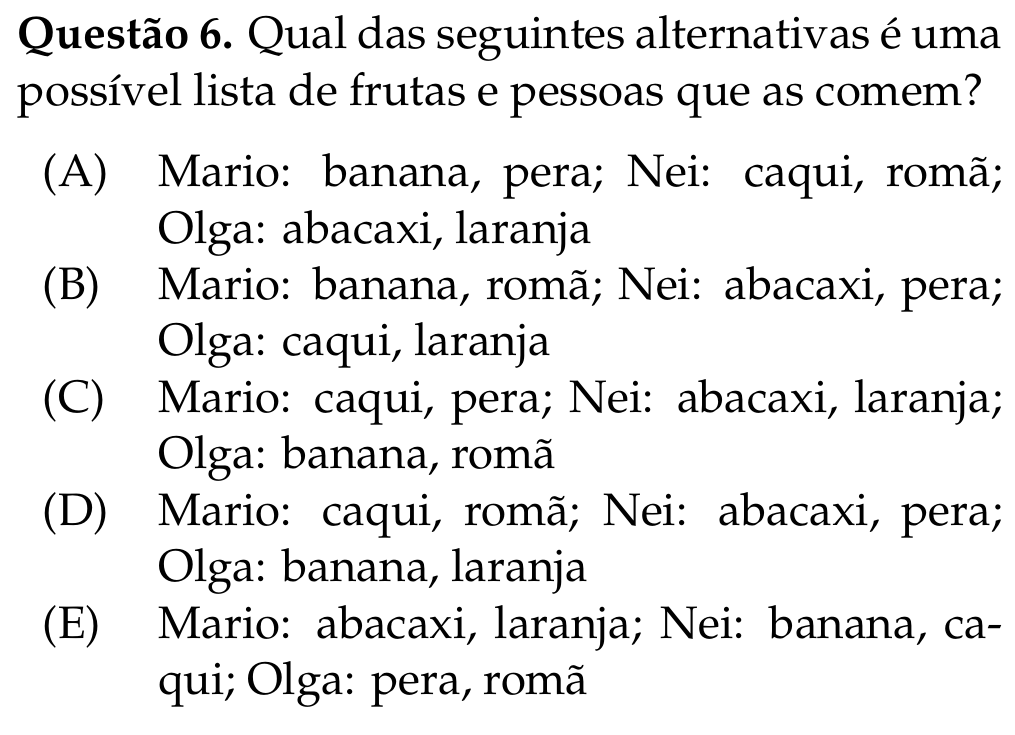 Questão 6. Qual das seguintes alternativas é uma
possível lista de frutas e pessoas que as comem?
(A) Mario: banana, pera; Nei: caqui, romã;
Olga: abacaxi, laranja
(B) Mario: banana, romã; Nei: abacaxi, pera;
Olga: caqui, laranja
(C) Mario: caqui, pera; Nei: abacaxi, laranja;
Olga: banana, romã
(D) Mario: caqui, romã; Nei: abacaxi, pera;
Olga: banana, laranja
(E) Mario: abacaxi, laranja; Nei: banana, ca-
qui; Olga: pera, romã